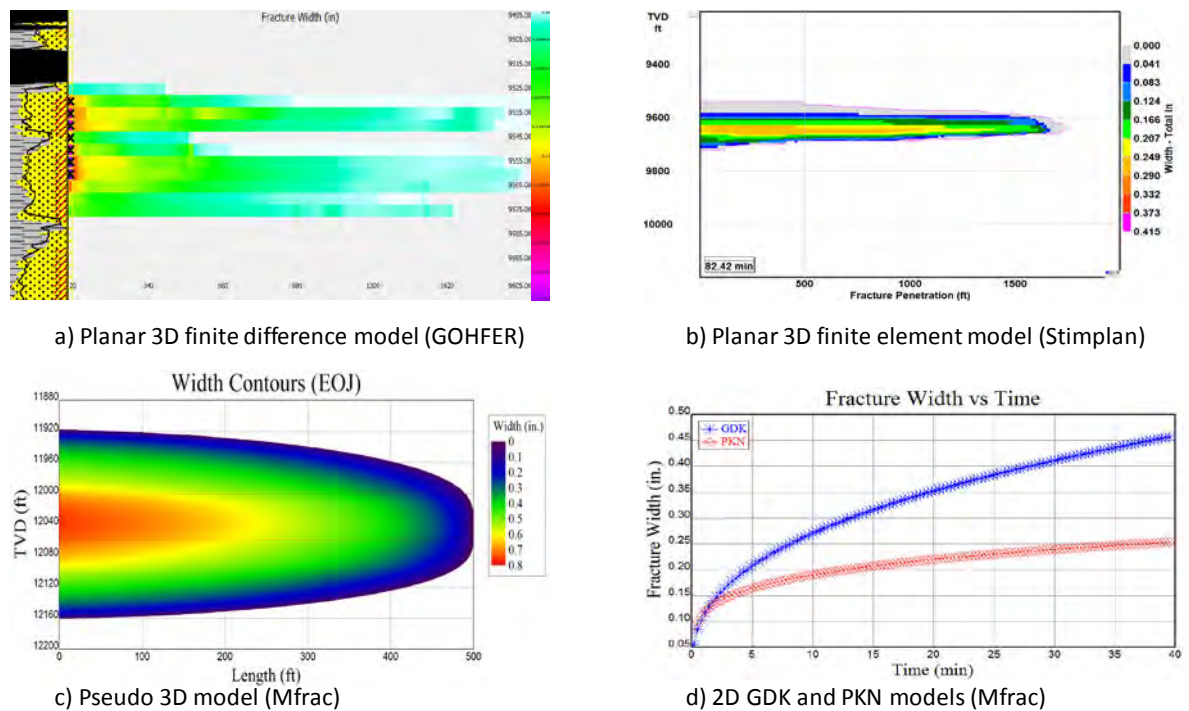 Fracture Width (in)
20
340
1020
TVD
ft
9400
9600
9800
10000
82.42 min
500
1000
1500
Fracture Penetration (ft)
0.000
0.041
0.083
0.124
0.166
0.207
0.249
0.290
0.332
0.373
0.415
Width - Total in
a) Planar 3D finite difference model (GOHFER)
b) Planar 3D finite element model (Stimplan)
Width Contours (EOJ)
TVD (ft)
11880
11920
11960
12000
12040
12080
12120
12160
12200
0 100 200 300 400 500
Length (ft)
Width (in.)
0
0.1
0.2
0.3
0.4
0.5
0.6
0.7
0.8
c) Pseudo 3D model (Mfrac)
Fracture Width vs Time
GDK
PKN
Fracture Width (in.)
0.50
0.45
0.40
0.35
0.30
0.25
0.20
0.15
0.10
0.05
0 5 10 15 20 25 30 35 40
Time (min)
d) 2D GDK and PKN models (Mfrac)